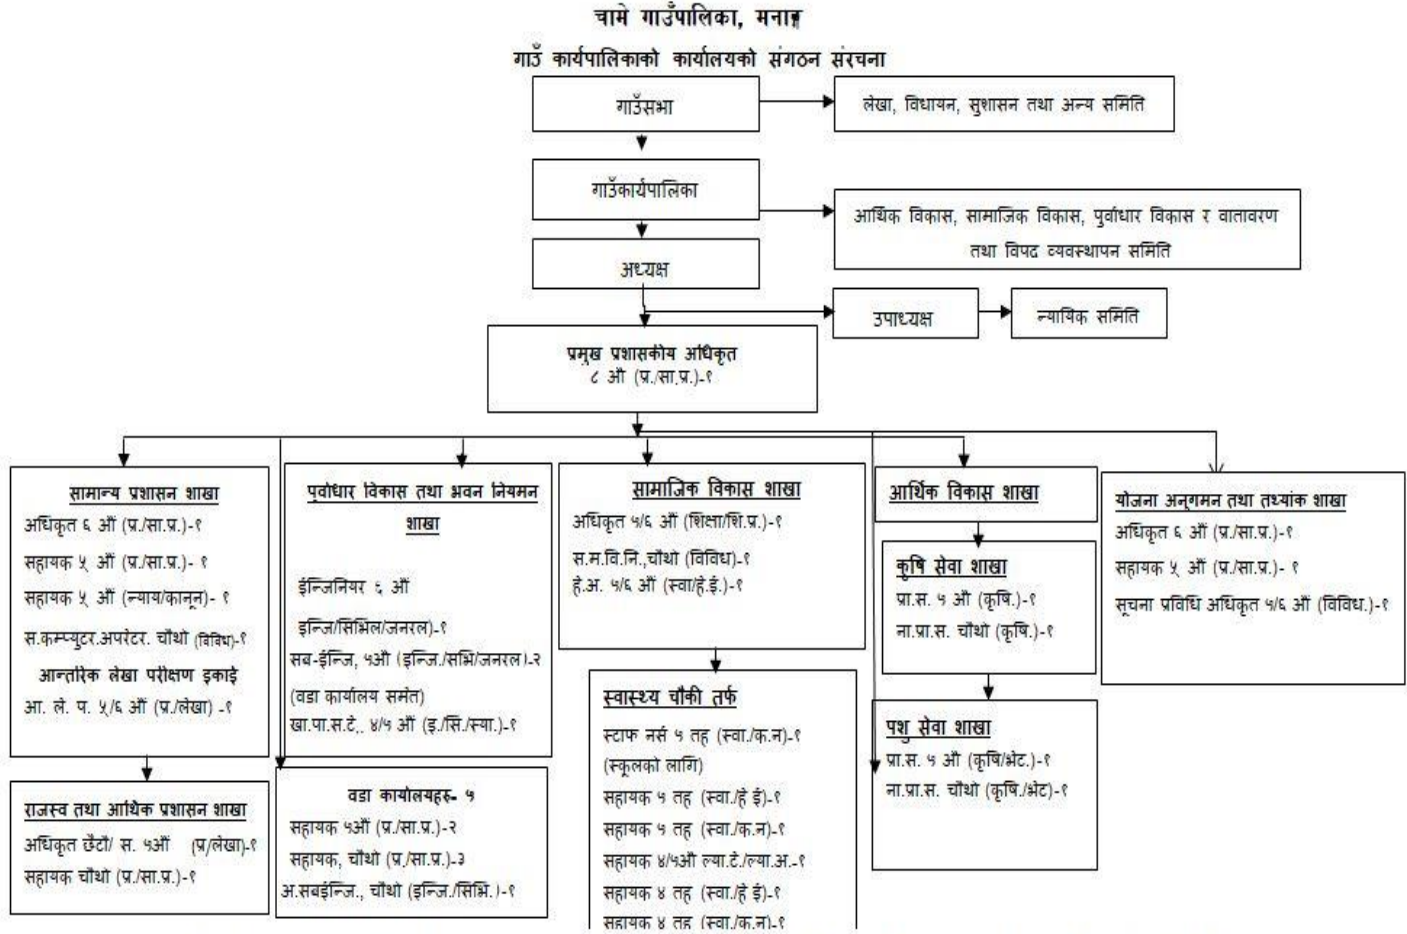 चामे गाउँपालिका, मनाङ्ग
गाउँ कार्यपालिकाको कार्यालयको संगठन संरचना
गाउँसभा
लेखा, विधायन, सुशासन तथा अन्य समिति
गाउँकार्यपालिका
आर्थिक विकास, सामाजिक विकास, पुर्वाधार विकास र वातावरण
तथा विपद व्यवस्थापन समिति
अध्यक्ष
उपाध्यक्ष
न्यायिक समिति
प्रमुख प्रशासकीय अधिकृत
८ औ (प्र./सा.प्र.)-१
सामान्य प्रशासन शाखा
अधिकृत ६ औं (प्र./सा.प्र.)-१
सहायक ५ औं (प्र./सा.प्र.)- १
सहायक ५ औं (न्याय/कानून)- १
स.कम्प्युटर.अपरेटर. चौथो (विविध)-१
आन्तरिक लेखा परीक्षण इकाई
आ. ले. प. ५/६ औं (प्र./लेखा) -१
राजस्व तथा आर्थिक प्रशासन शाखा
अधिकृत छैटौं/ स. ५औं (प्र/लेखा)-१
सहायक चौथो (प्र./सा.प्र.)-१
पुर्वाधार विकास तथा भवन नियमन
शाखा
ईन्जिनियर ६ औं
इन्जि/सिभिल/जनरल)-१
सब-ईन्जि, ५औ (इन्जि./सभि/जनरल)-२
(वडा कार्यालय समेत)
खा.पा.स.टे,. ४/५ औं (इ./सि./स्या.)-१
वडा कार्यालयहरु- ५
सहायक ५औं (प्र./सा.प्र.)-२
सहायक, चौथो (प्र./सा.प्र.)-३
अ.सबईन्जि., चौथो (इन्जि./सिभि.)-१
सामाजिक विकास शाखा
अधिकृत ५/६ औं (शिक्षा/शि.प्र.)-१
स.म.वि.नि.,चौथो (विविध)-१
हे.अ. ५/६ औं (स्वा/हे.ई.)-१
स्वास्थ्य चौकी तर्फ
स्टाफ नर्स ५ तह (स्वा./क.न)-१
(स्कूलको लागि)
सहायक ५ तह (स्वा./हे ई)-१
सहायक ५ तह (स्वा./क.न)-१
सहायक ४/५औ ल्या.टे./ल्या.अ.-१
सहायक ४ तह (स्वा./हे ई)-१
सहायक ४ तह (स्वा./क.न)-१
आर्थिक विकास शाखा
कृषि सेवा शाखा
प्रा.स. ५ औ (कृषि.)-१
ना.प्रा.स. चौथो (कृषि.)-१
पशु सेवा शाखा
प्रा.स. ५ औ (कृषि/भेट.)-१
ना.प्रा.स. चौथो (कृषि./भेट)-१
योजना अनुगमन तथा तथ्यांक शाखा
अधिकृत ६ औं (प्र./सा.प्र.)-१
सहायक ५ औं (प्र./सा.प्र.)- १
सूचना प्रविधि अधिकृत ५/६ औं (विविध.)-१